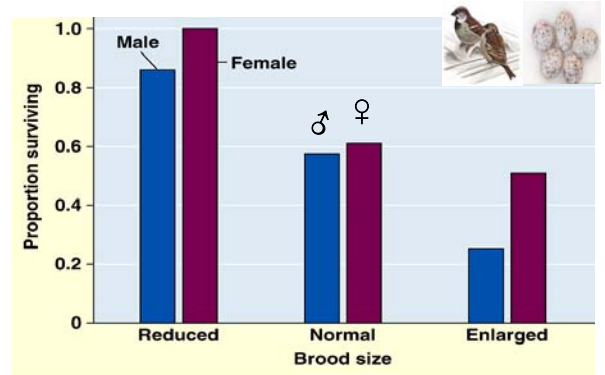 1.0
Male
Female
0.8
♂ ♀
0.6
0.4
0.2
0
Proportion surviving
Reduced Normal Enlarged
Brood size